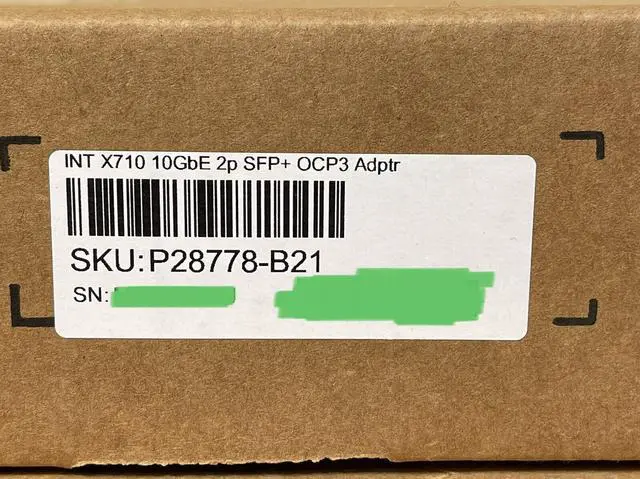 INT X710 10GbE 2p SFP+ OCP3 Adptr
SKU:P28778-B21
SN: